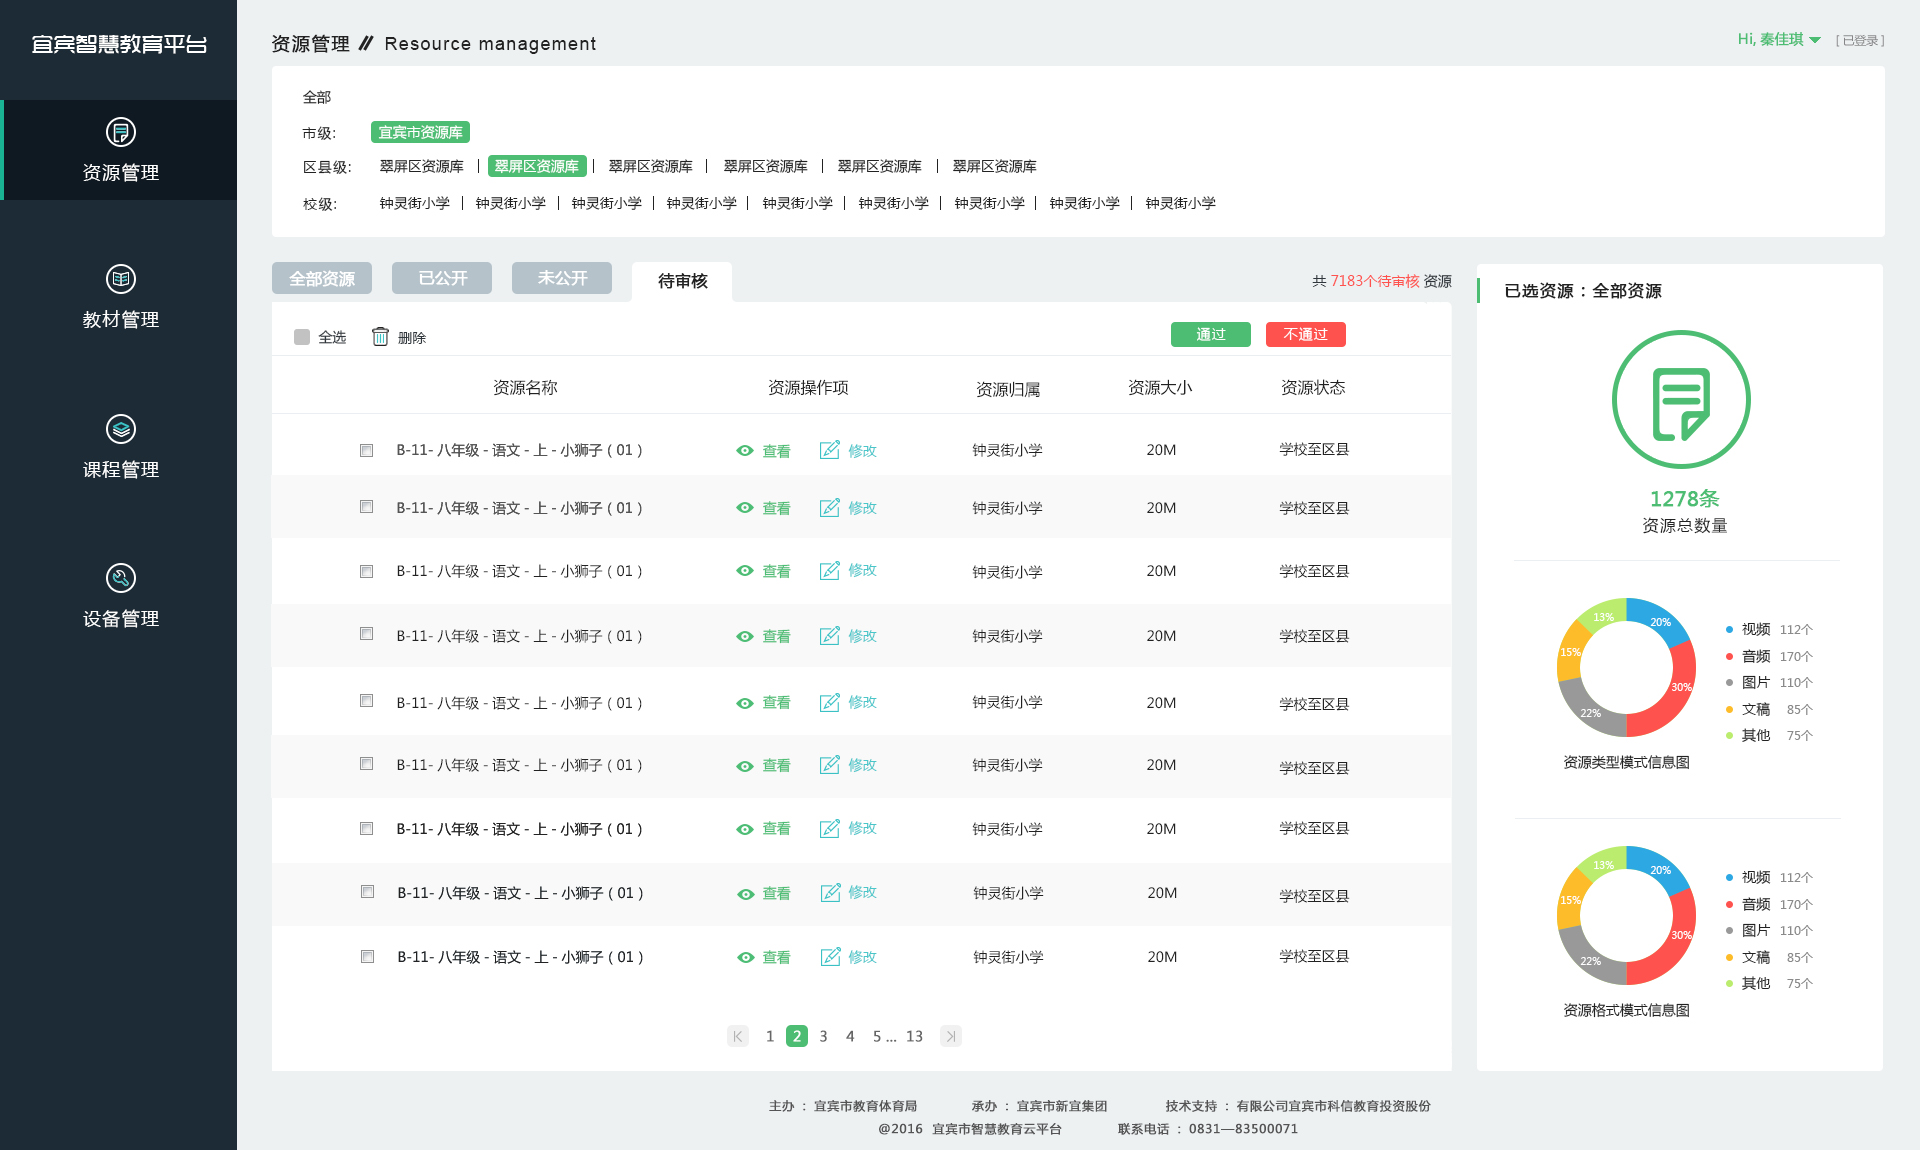 宜宾智慧教育平台
资源管理
教材管理
课程管理
设备管理
资源管理 // Resource management
Hi, 秦佳琪 [ 已登录 ]
全部
市级: 宜宾市资源库
区县级: 翠屏区资源库 | 翠屏区资源库 | 翠屏区资源库 | 翠屏区资源库 | 翠屏区资源库 | 翠屏区资源库
校级: 钟灵街小学 | 钟灵街小学 | 钟灵街小学 | 钟灵街小学 | 钟灵街小学 | 钟灵街小学 | 钟灵街小学 | 钟灵街小学 | 钟灵街小学
全部资源 已公开 未公开 待审核 共 7183个待审核 资源
全选 删除 通过 不通过
资源名称 资源操作项 资源归属 资源大小 资源状态
B-11- 八年级 - 语文 - 上 - 小狮子 ( 01 ) 查看 修改 钟灵街小学 20M 学校至区县
B-11- 八年级 - 语文 - 上 - 小狮子 ( 01 ) 查看 修改 钟灵街小学 20M 学校至区县
B-11- 八年级 - 语文 - 上 - 小狮子 ( 01 ) 查看 修改 钟灵街小学 20M 学校至区县
B-11- 八年级 - 语文 - 上 - 小狮子 ( 01 ) 查看 修改 钟灵街小学 20M 学校至区县
B-11- 八年级 - 语文 - 上 - 小狮子 ( 01 ) 查看 修改 钟灵街小学 20M 学校至区县
B-11- 八年级 - 语文 - 上 - 小狮子 ( 01 ) 查看 修改 钟灵街小学 20M 学校至区县
B-11- 八年级 - 语文 - 上 - 小狮子 ( 01 ) 查看 修改 钟灵街小学 20M 学校至区县
B-11- 八年级 - 语文 - 上 - 小狮子 ( 01 ) 查看 修改 钟灵街小学 20M 学校至区县
B-11- 八年级 - 语文 - 上 - 小狮子 ( 01 ) 查看 修改 钟灵街小学 20M 学校至区县
1 2 3 4 5 ... 13
已选资源 : 全部资源
1278条
资源总数量
13% 20%
15% 30%
22%
视频 112个
音频 170个
图片 110个
文稿 85个
其他 75个
资源类型模式信息图
13% 20%
15% 30%
22%
视频 112个
音频 170个
图片 110个
文稿 85个
其他 75个
资源格式模式信息图
主办 : 宜宾市教育体育局 承办 : 宜宾市新宜集团 技术支持 : 有限公司宜宾市科信教育投资股份
@2016 宜宾市智慧教育云平台 联系电话 : 0831—83500071